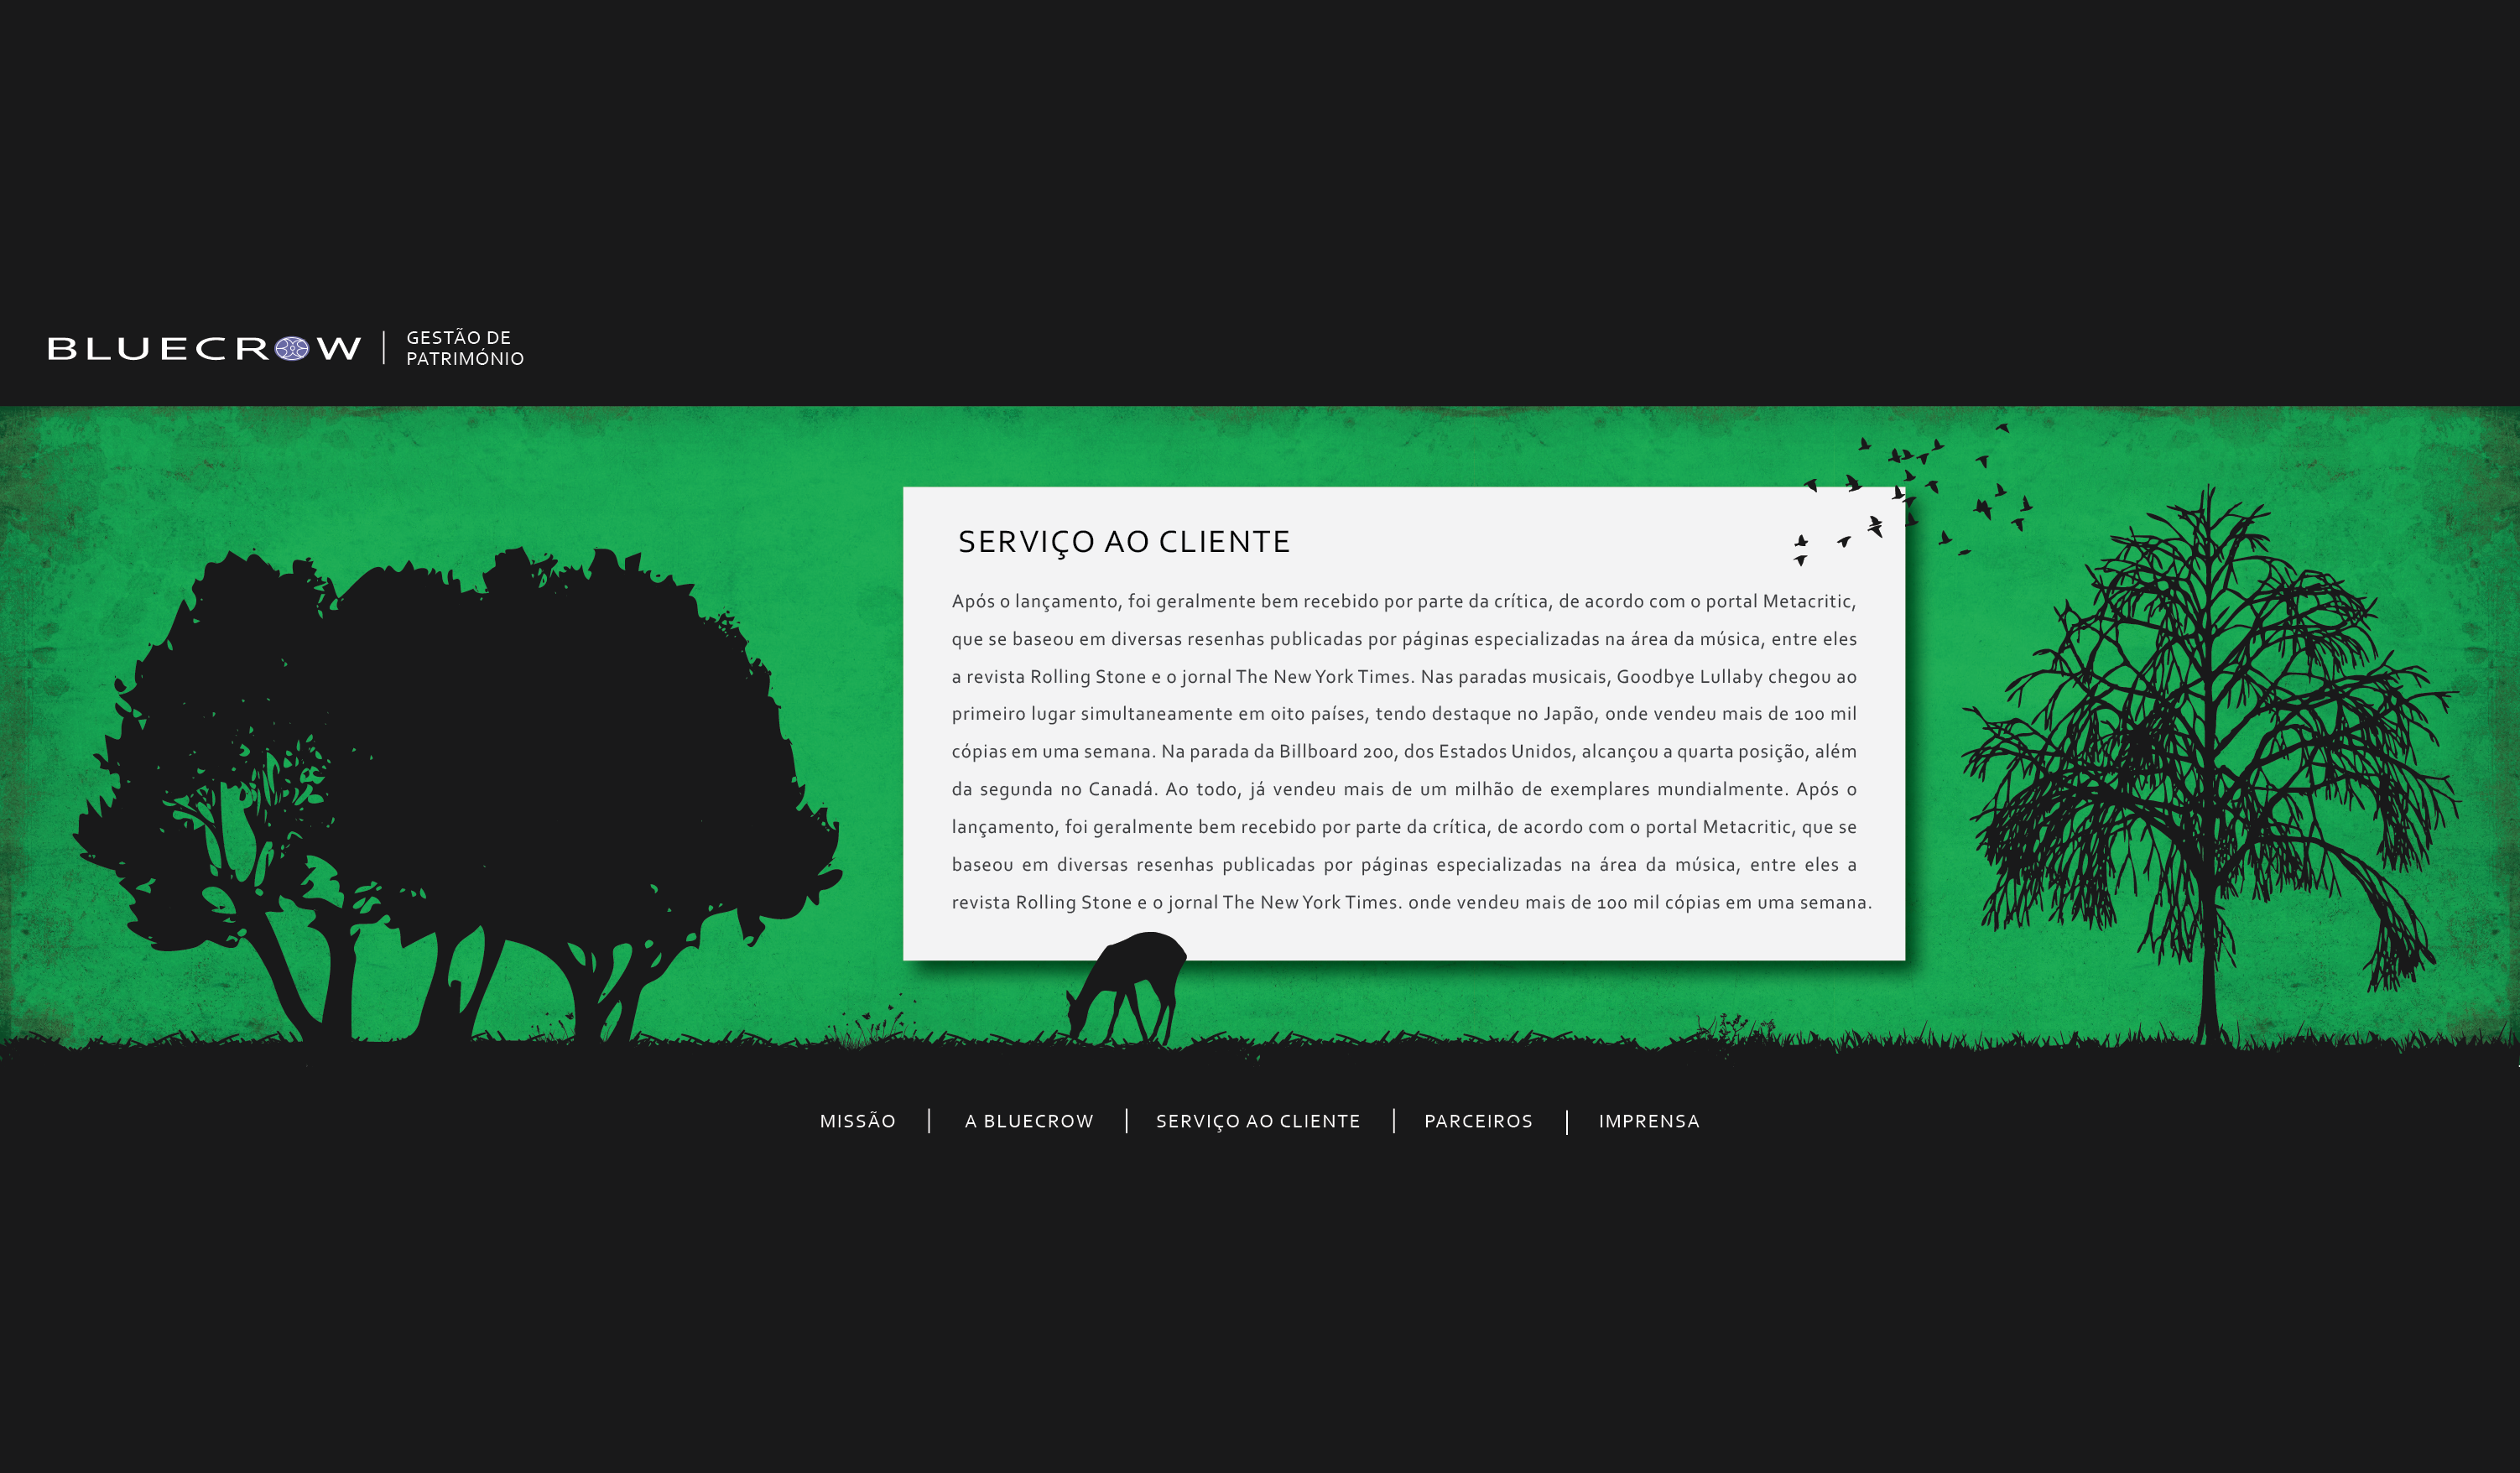 BLUECROW
GESTÃO DE
PATRIMÓNIO
SERVIÇO AO CLIENTE
Após o lançamento, foi geralmente bem recebido por parte da crítica, de acordo com o portal Metacritic,
que se baseou em diversas resenhas publicadas por páginas especializadas na área da música, entre eles
a revista Rolling Stone e o jornal The New York Times. Nas paradas musicais, Goodbye Lullaby chegou ao
primeiro lugar simultaneamente em oito países, tendo destaque no Japão, onde vendeu mais de 100 mil
cópias em uma semana. Na parada da Billboard 200, dos Estados Unidos, alcançou a quarta posição, além
da segunda no Canadá. Ao todo, já vendeu mais de um milhão de exemplares mundialmente. Após o
lançamento, foi geralmente bem recebido por parte da crítica, de acordo com o portal Metacritic, que se
baseou em diversas resenhas publicadas por páginas especializadas na área da música, entre eles a
revista Rolling Stone e o jornal The New York Times. onde vendeu mais de 100 mil cópias em uma semana.
MISSÃO | A BLUECROW | SERVIÇO AO CLIENTE | PARCEIROS | IMPRENSA